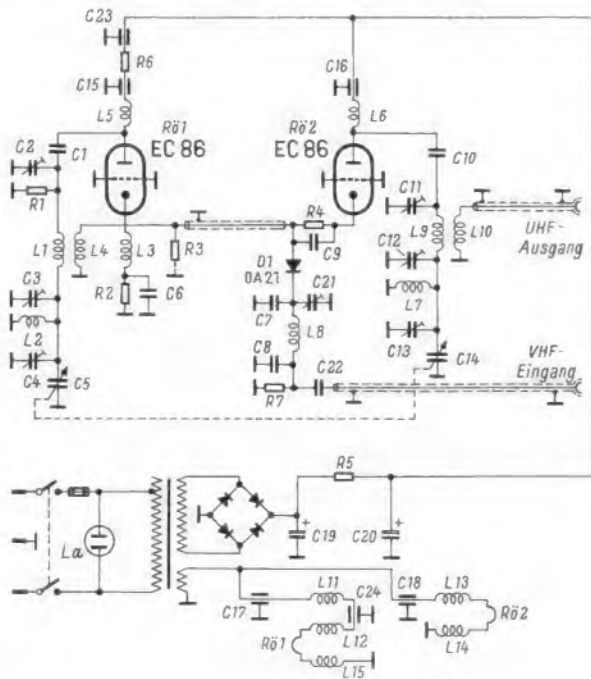 C23
R6
C15
C16
L5
L6
Rö1
EC 86
Rö2
EC 86
C2
C1
C10
R1
C11
R4
C9
L1
L4
L3
R3
L9
L10
UHF-
Ausgang
D1
OA21
C12
C3
R2
C6
C7
C21
L7
L2
L8
C13
C14
C4
C5
C8
C22
R7
VHF-
Eingang
R5
La
C19
C20
L11
C24
C18
L13
C17
Rö1
L12
Rö2
L14
L15